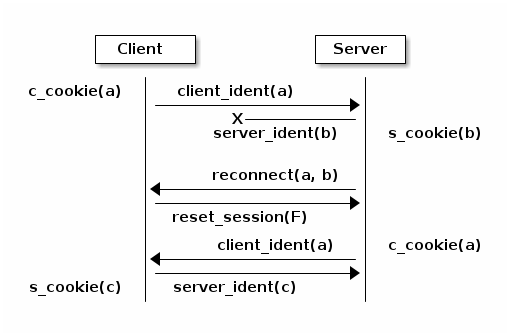 Client Server
c_cookie(a) client_ident(a)
X
server_ident(b) s_cookie(b)
reconnect(a, b)
reset_session(F)
client_ident(a) c_cookie(a)
s_cookie(c) server_ident(c)